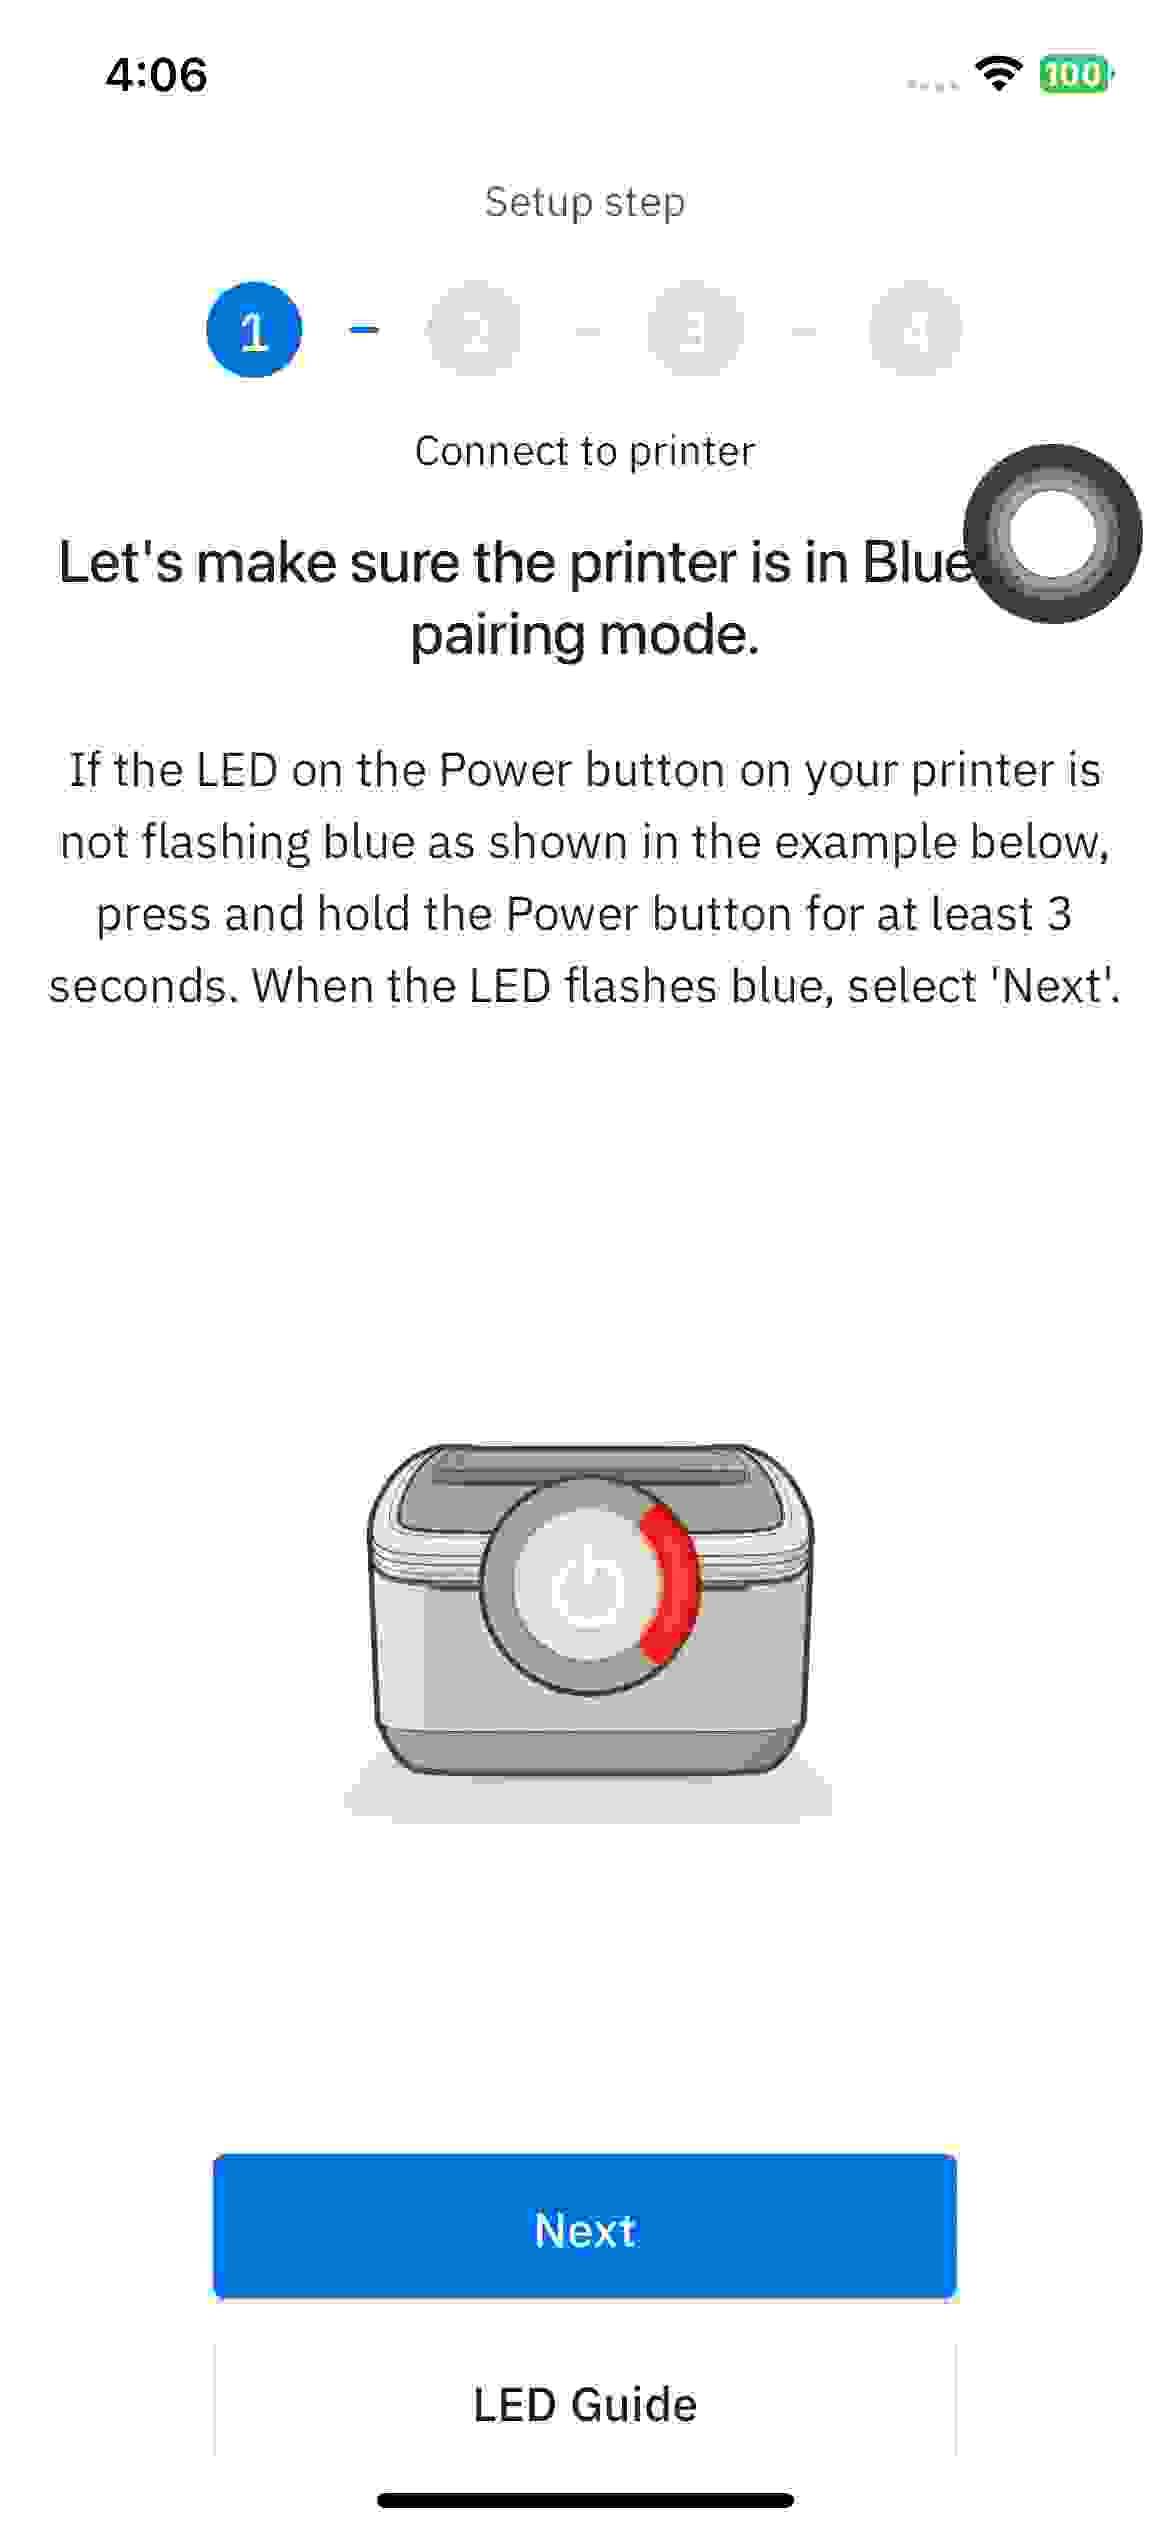 4:06
100
Setup step
1
2
3
4
Connect to printer
Let's make sure the printer is in Blue
pairing mode.
If the LED on the Power button on your printer is
not flashing blue as shown in the example below,
press and hold the Power button for at least 3
seconds. When the LED flashes blue, select 'Next'.
Next
LED Guide